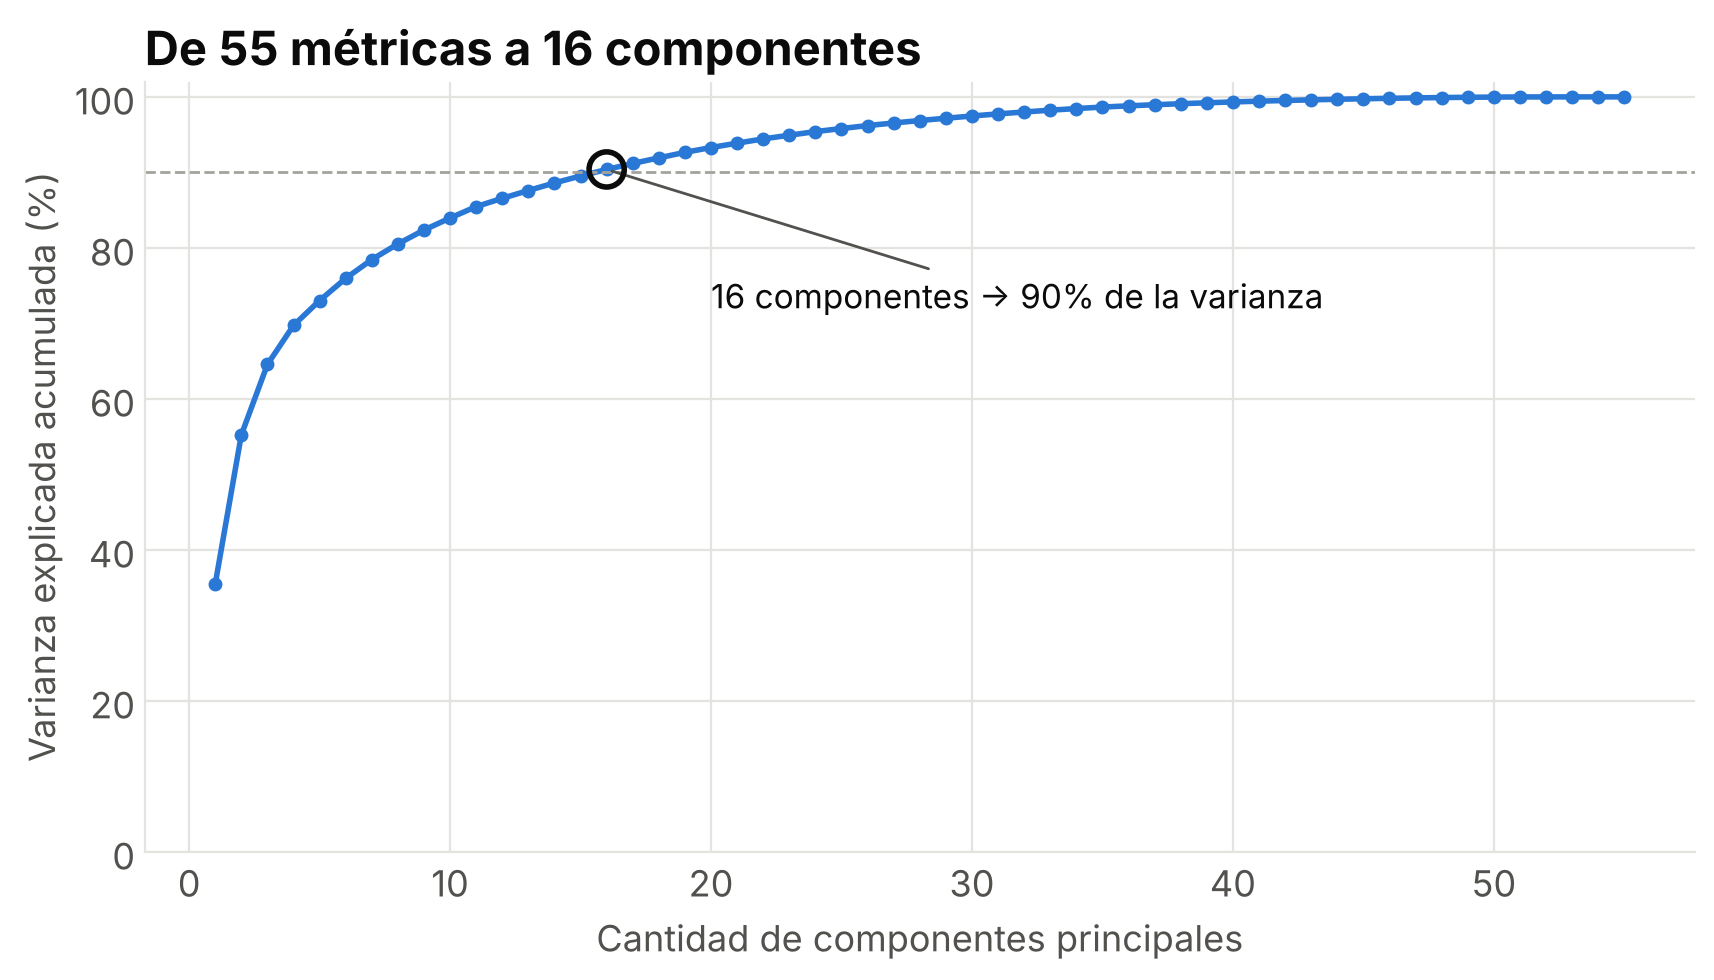 De 55 métricas a 16 componentes
Varianza explicada acumulada (%)
100
80
60
40
20
0
16 componentes → 90% de la varianza
0 10 20 30 40 50
Cantidad de componentes principales